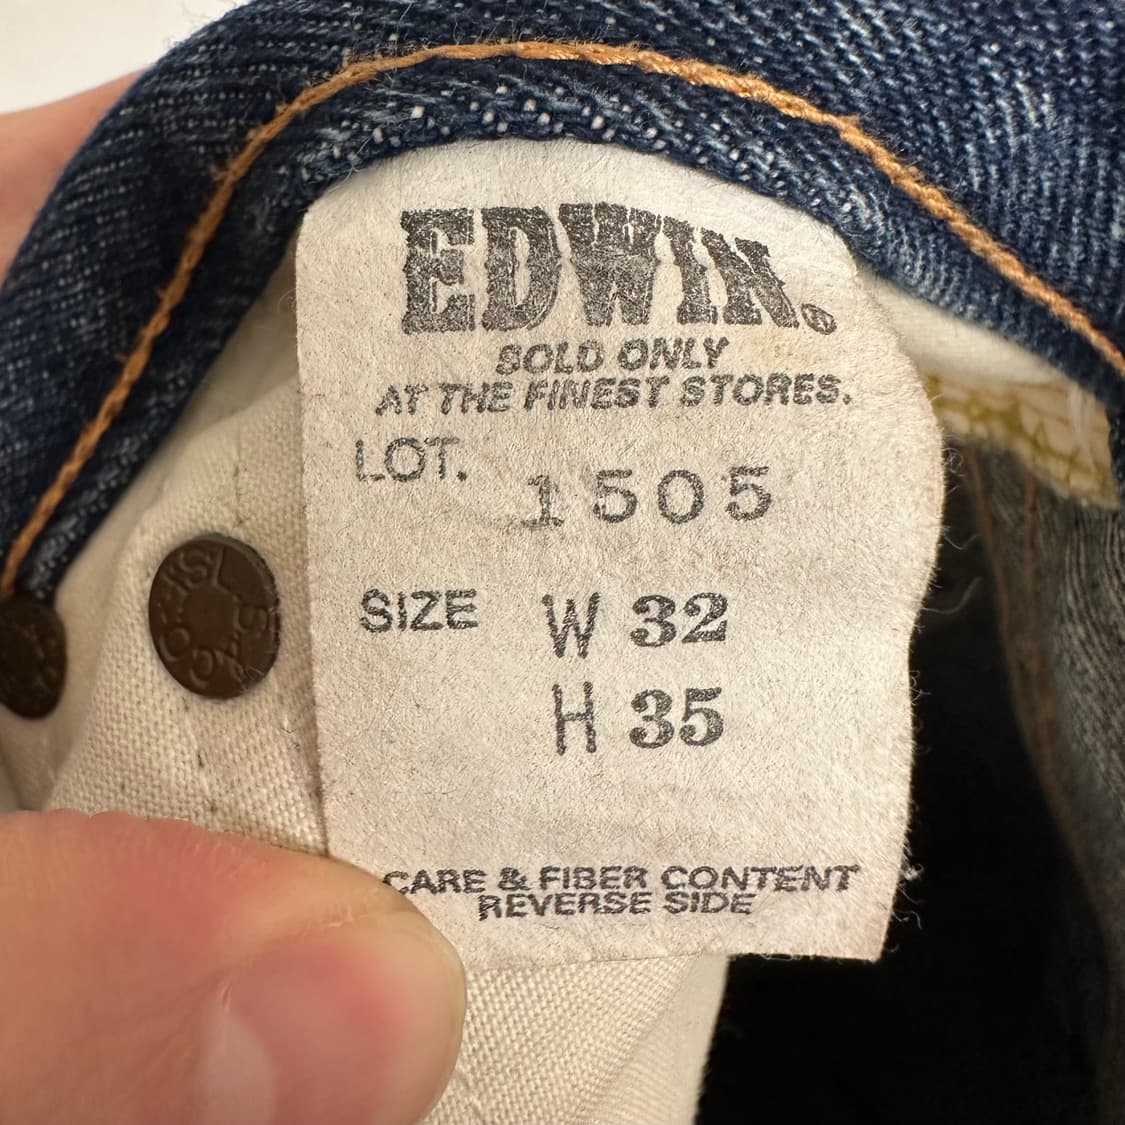 EDWIN.®
SOLD ONLY
AT THE FINEST STORES.
LOT. 1505
SIZE W 32
H 35
CARE & FIBER CONTENT
REVERSE SIDE